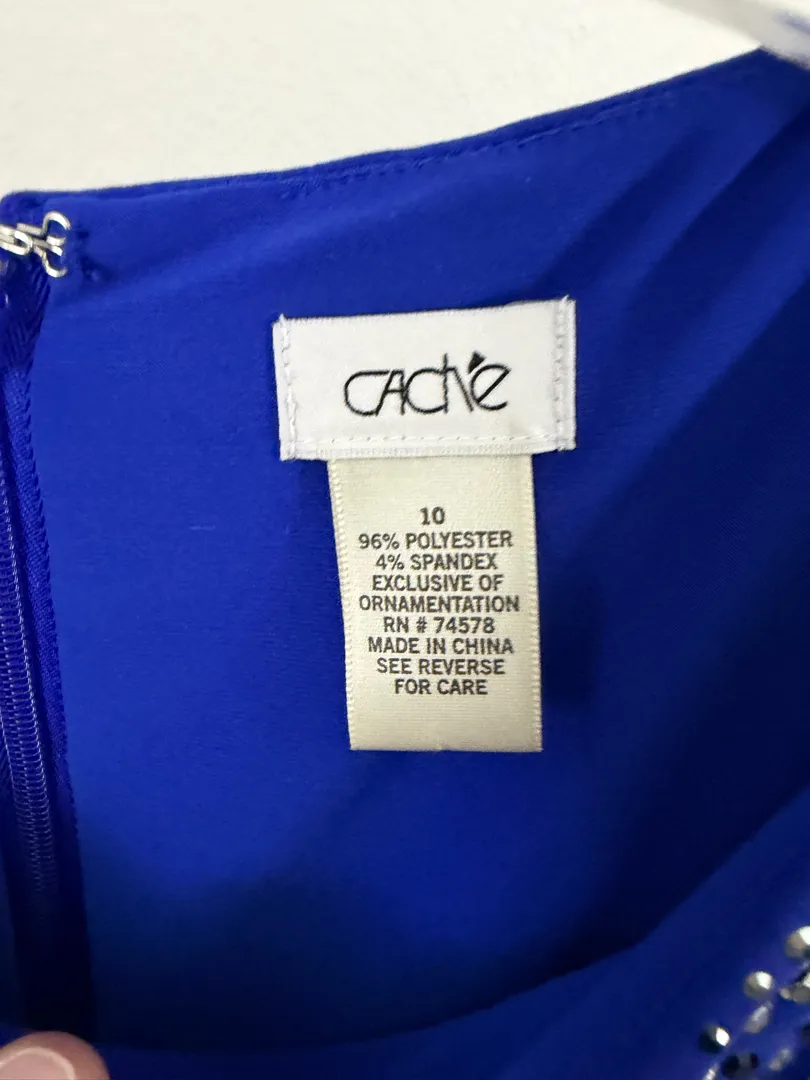 CACHÉ
10
96% POLYESTER
4% SPANDEX
EXCLUSIVE OF
ORNAMENTATION
RN # 74578
MADE IN CHINA
SEE REVERSE
FOR CARE